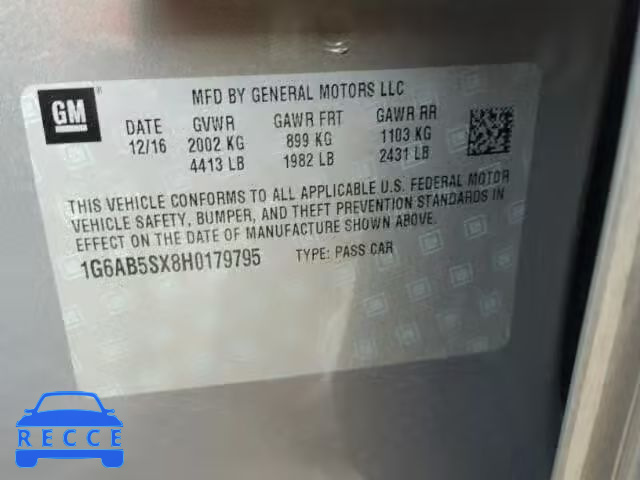 GM
MFD BY GENERAL MOTORS LLC
DATE GVWR GAWR FRT GAWR RR
12/16 2002 KG 899 KG 1103 KG
4413 LB 1982 LB 2431 LB
THIS VEHICLE CONFORMS TO ALL APPLICABLE U.S. FEDERAL MOTOR
VEHICLE SAFETY, BUMPER, AND THEFT PREVENTION STANDARDS IN
EFFECT ON THE DATE OF MANUFACTURE SHOWN ABOVE.
1G6AB5SX8H0179795 TYPE: PASS CAR
RECCE